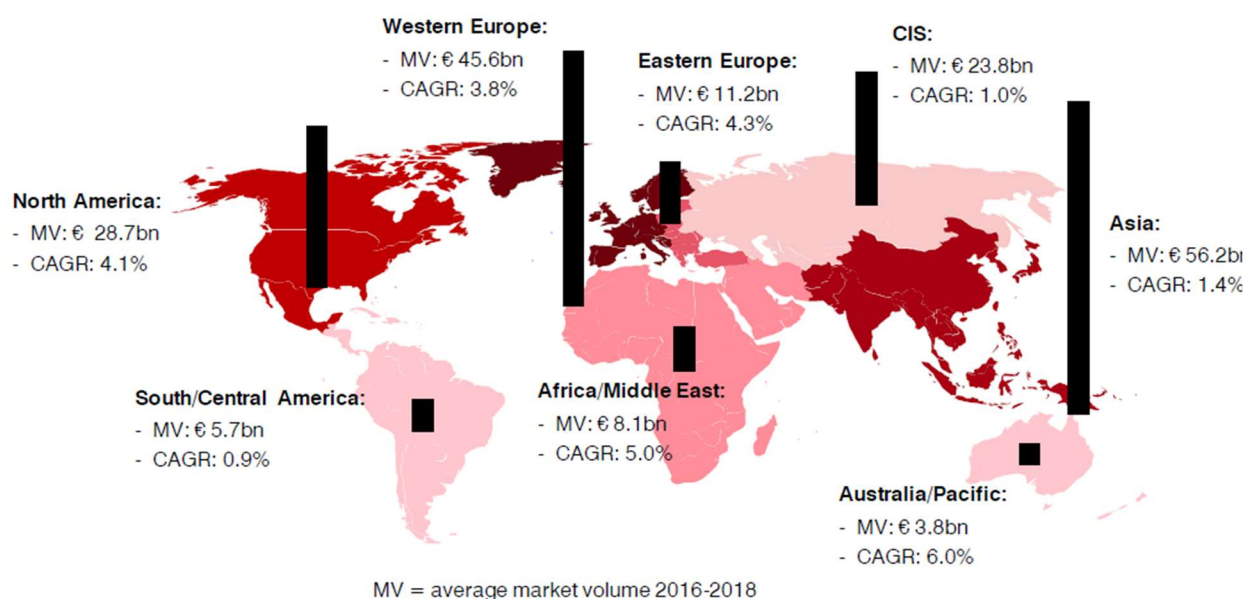 Western Europe:
- MV: € 45.6bn
- CAGR: 3.8%
Eastern Europe:
- MV: € 11.2bn
- CAGR: 4.3%
CIS:
- MV: € 23.8bn
- CAGR: 1.0%
North America:
- MV: € 28.7bn
- CAGR: 4.1%
Asia:
- MV: € 56.2bn
- CAGR: 1.4%
South/Central America:
- MV: € 5.7bn
- CAGR: 0.9%
Africa/Middle East:
- MV: € 8.1bn
- CAGR: 5.0%
Australia/Pacific:
- MV: € 3.8bn
- CAGR: 6.0%
MV = average market volume 2016-2018